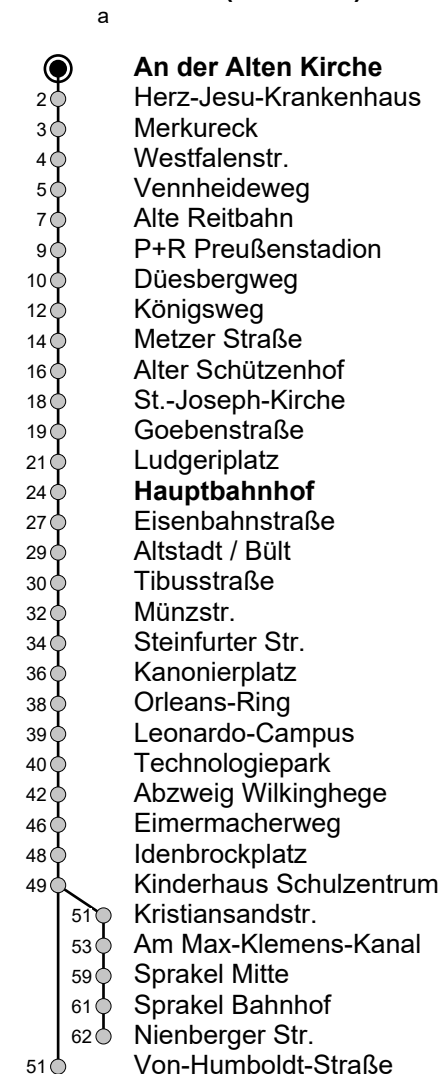 a
An der Alten Kirche
2 Herz-Jesu-Krankenhaus
3 Merkureck
4 Westfalenstr.
5 Vennheideweg
7 Alte Reitbahn
9 P+R Preußenstadion
10 Düesbergweg
12 Königsweg
14 Metzer Straße
16 Alter Schützenhof
18 St.-Joseph-Kirche
19 Goebenstraße
21 Ludgeriplatz
24 Hauptbahnhof
27 Eisenbahnstraße
29 Altstadt / Bült
30 Tibusstraße
32 Münzstr.
34 Steinfurter Str.
36 Kanonierplatz
38 Orleans-Ring
39 Leonardo-Campus
40 Technologiepark
42 Abzweig Wilkinghege
46 Eimermacherweg
48 Idenbrockplatz
49 Kinderhaus Schulzentrum
51 Kristiansandstr.
53 Am Max-Klemens-Kanal
59 Sprakel Mitte
61 Sprakel Bahnhof
62 Nienberger Str.
51 Von-Humboldt-Straße